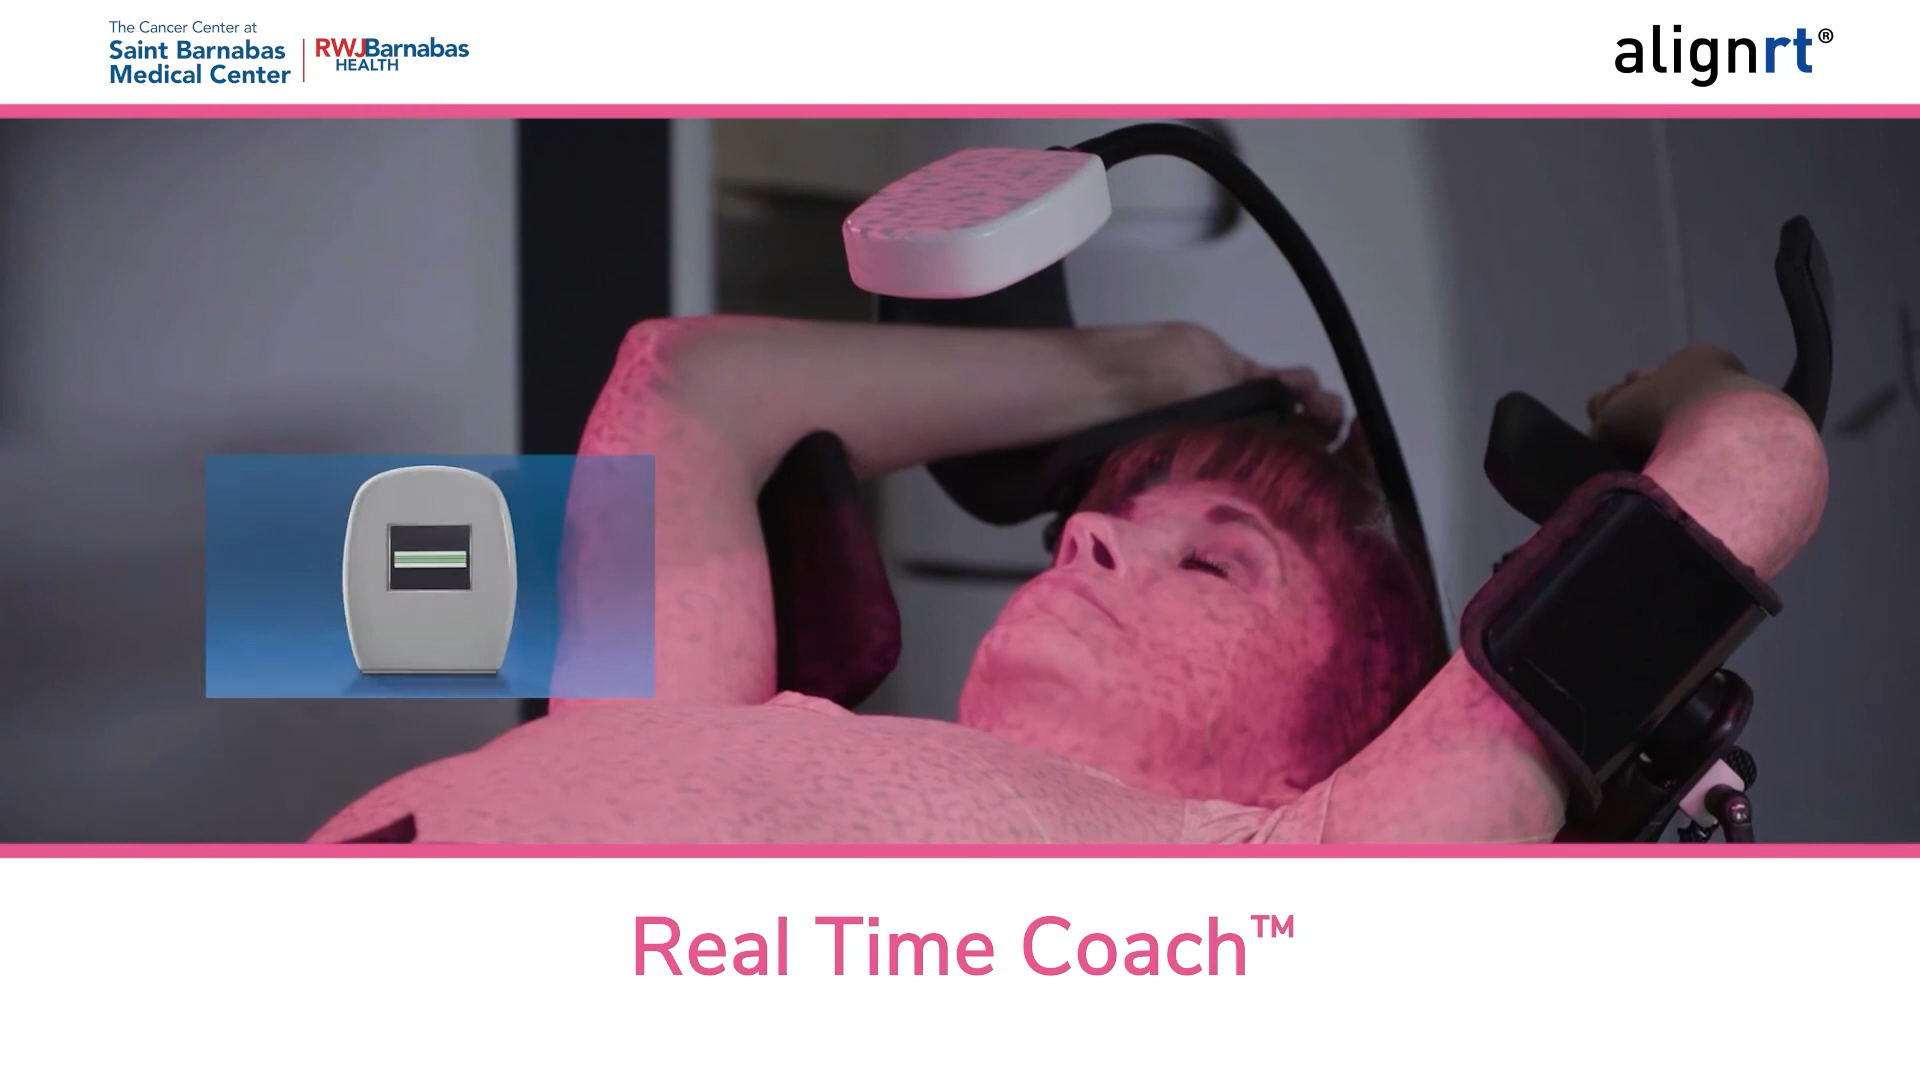 The Cancer Center at
Saint Barnabas
Medical Center
RWJBarnabas
HEALTH
alignrt®
Real Time Coach™